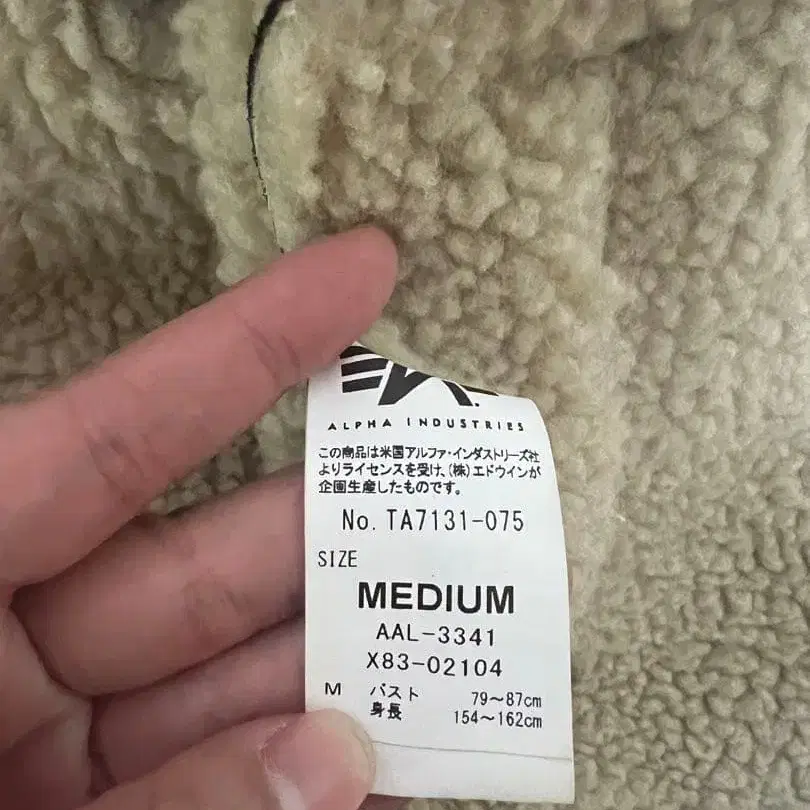 ALPHA INDUSTRIES
この商品は米国アルファ・インダストリーズ社
よりライセンスを受け、(株)エドウインが
企画生産したものです。
No. TA7131-075
SIZE
MEDIUM
AAL-3341
X83-02104
M バスト 79～87cm
身長 154～162cm